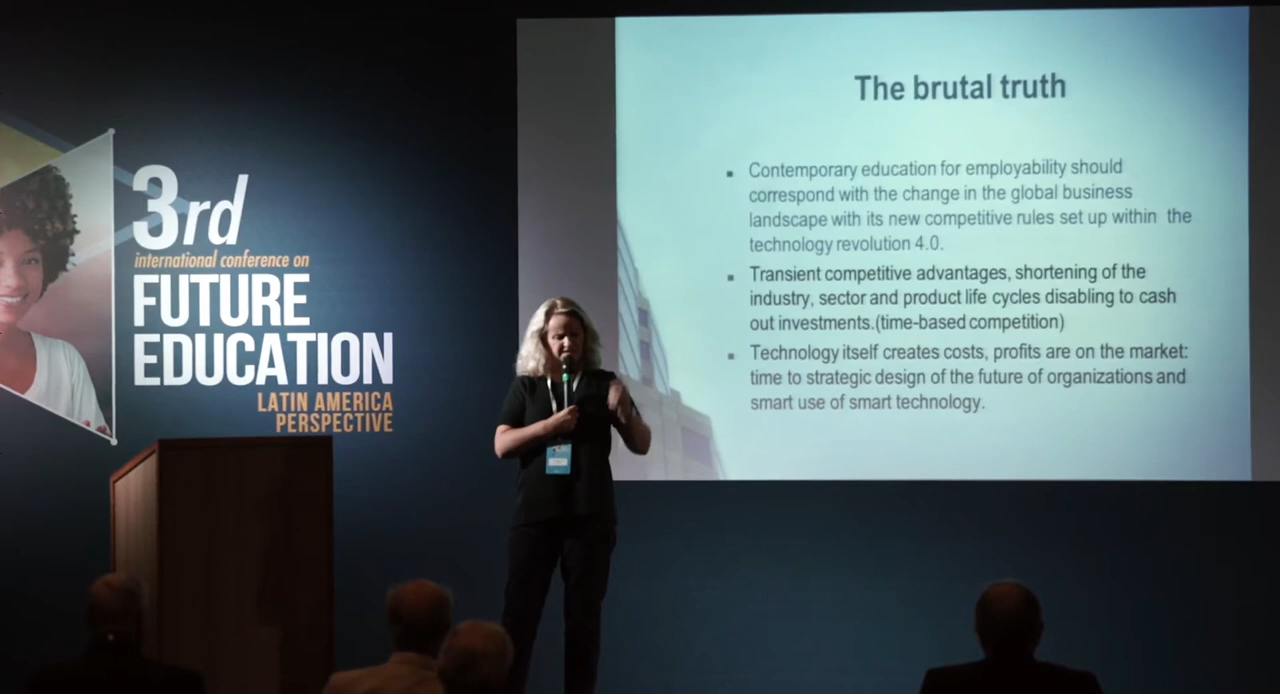 3rd
international conference on
FUTURE
EDUCATION
LATIN AMERICA
PERSPECTIVE
The brutal truth
Contemporary education for employability should
correspond with the change in the global business
landscape with its new competitive rules set up within the
technology revolution 4.0.
Transient competitive advantages, shortening of the
industry, sector and product life cycles disabling to cash
out investments.(time-based competition)
Technology itself creates costs, profits are on the market:
time to strategic design of the future of organizations and
smart use of smart technology.